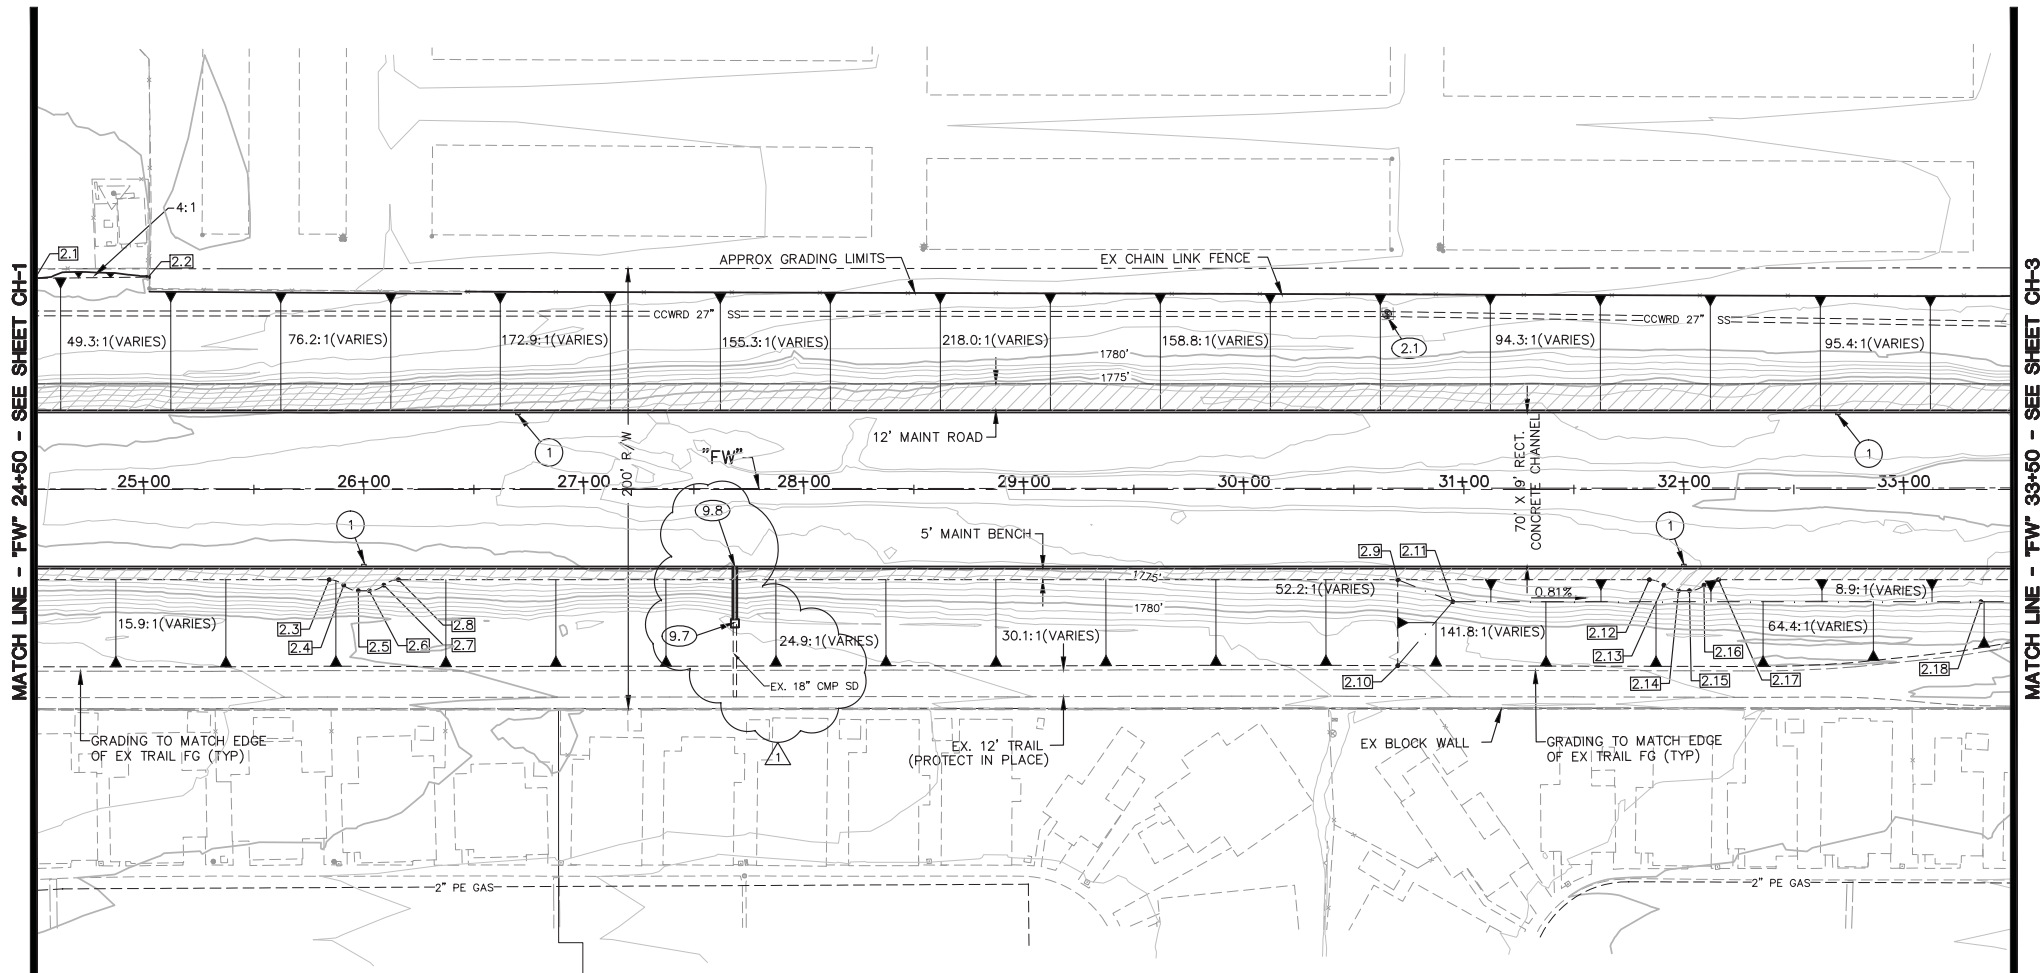 MATCH LINE - "FW" 24+50 - SEE SHEET CH-1
MATCH LINE - "FW" 33+50 - SEE SHEET CH-3
4:1
2.1
2.2
APPROX GRADING LIMITS
EX CHAIN LINK FENCE
CCWRD 27" SS
CCWRD 27" SS
49.3:1(VARIES)
76.2:1(VARIES)
172.9:1(VARIES)
155.3:1(VARIES)
218.0:1(VARIES)
158.8:1(VARIES)
2.1
94.3:1(VARIES)
95.4:1(VARIES)
1780'
1775'
12' MAINT ROAD
1
200' R/W
"FW"
70' X 9' RECT.
CONCRETE CHANNEL
1
25+00
26+00
27+00
28+00
29+00
30+00
31+00
32+00
33+00
1
9.8
5' MAINT BENCH
2.9
2.11
1
1775'
52.2:1(VARIES)
0.81%
8.9:1(VARIES)
1780'
15.9:1(VARIES)
2.3
2.4
2.5
2.6
2.7
2.8
9.7
24.9:1(VARIES)
30.1:1(VARIES)
141.8:1(VARIES)
2.12
2.13
2.14
2.15
2.16
2.17
64.4:1(VARIES)
2.18
2.10
EX. 18" CMP SD
GRADING TO MATCH EDGE
OF EX TRAIL FG (TYP)
1
EX. 12' TRAIL
(PROTECT IN PLACE)
EX BLOCK WALL
GRADING TO MATCH EDGE
OF EX TRAIL FG (TYP)
2" PE GAS
2" PE GAS